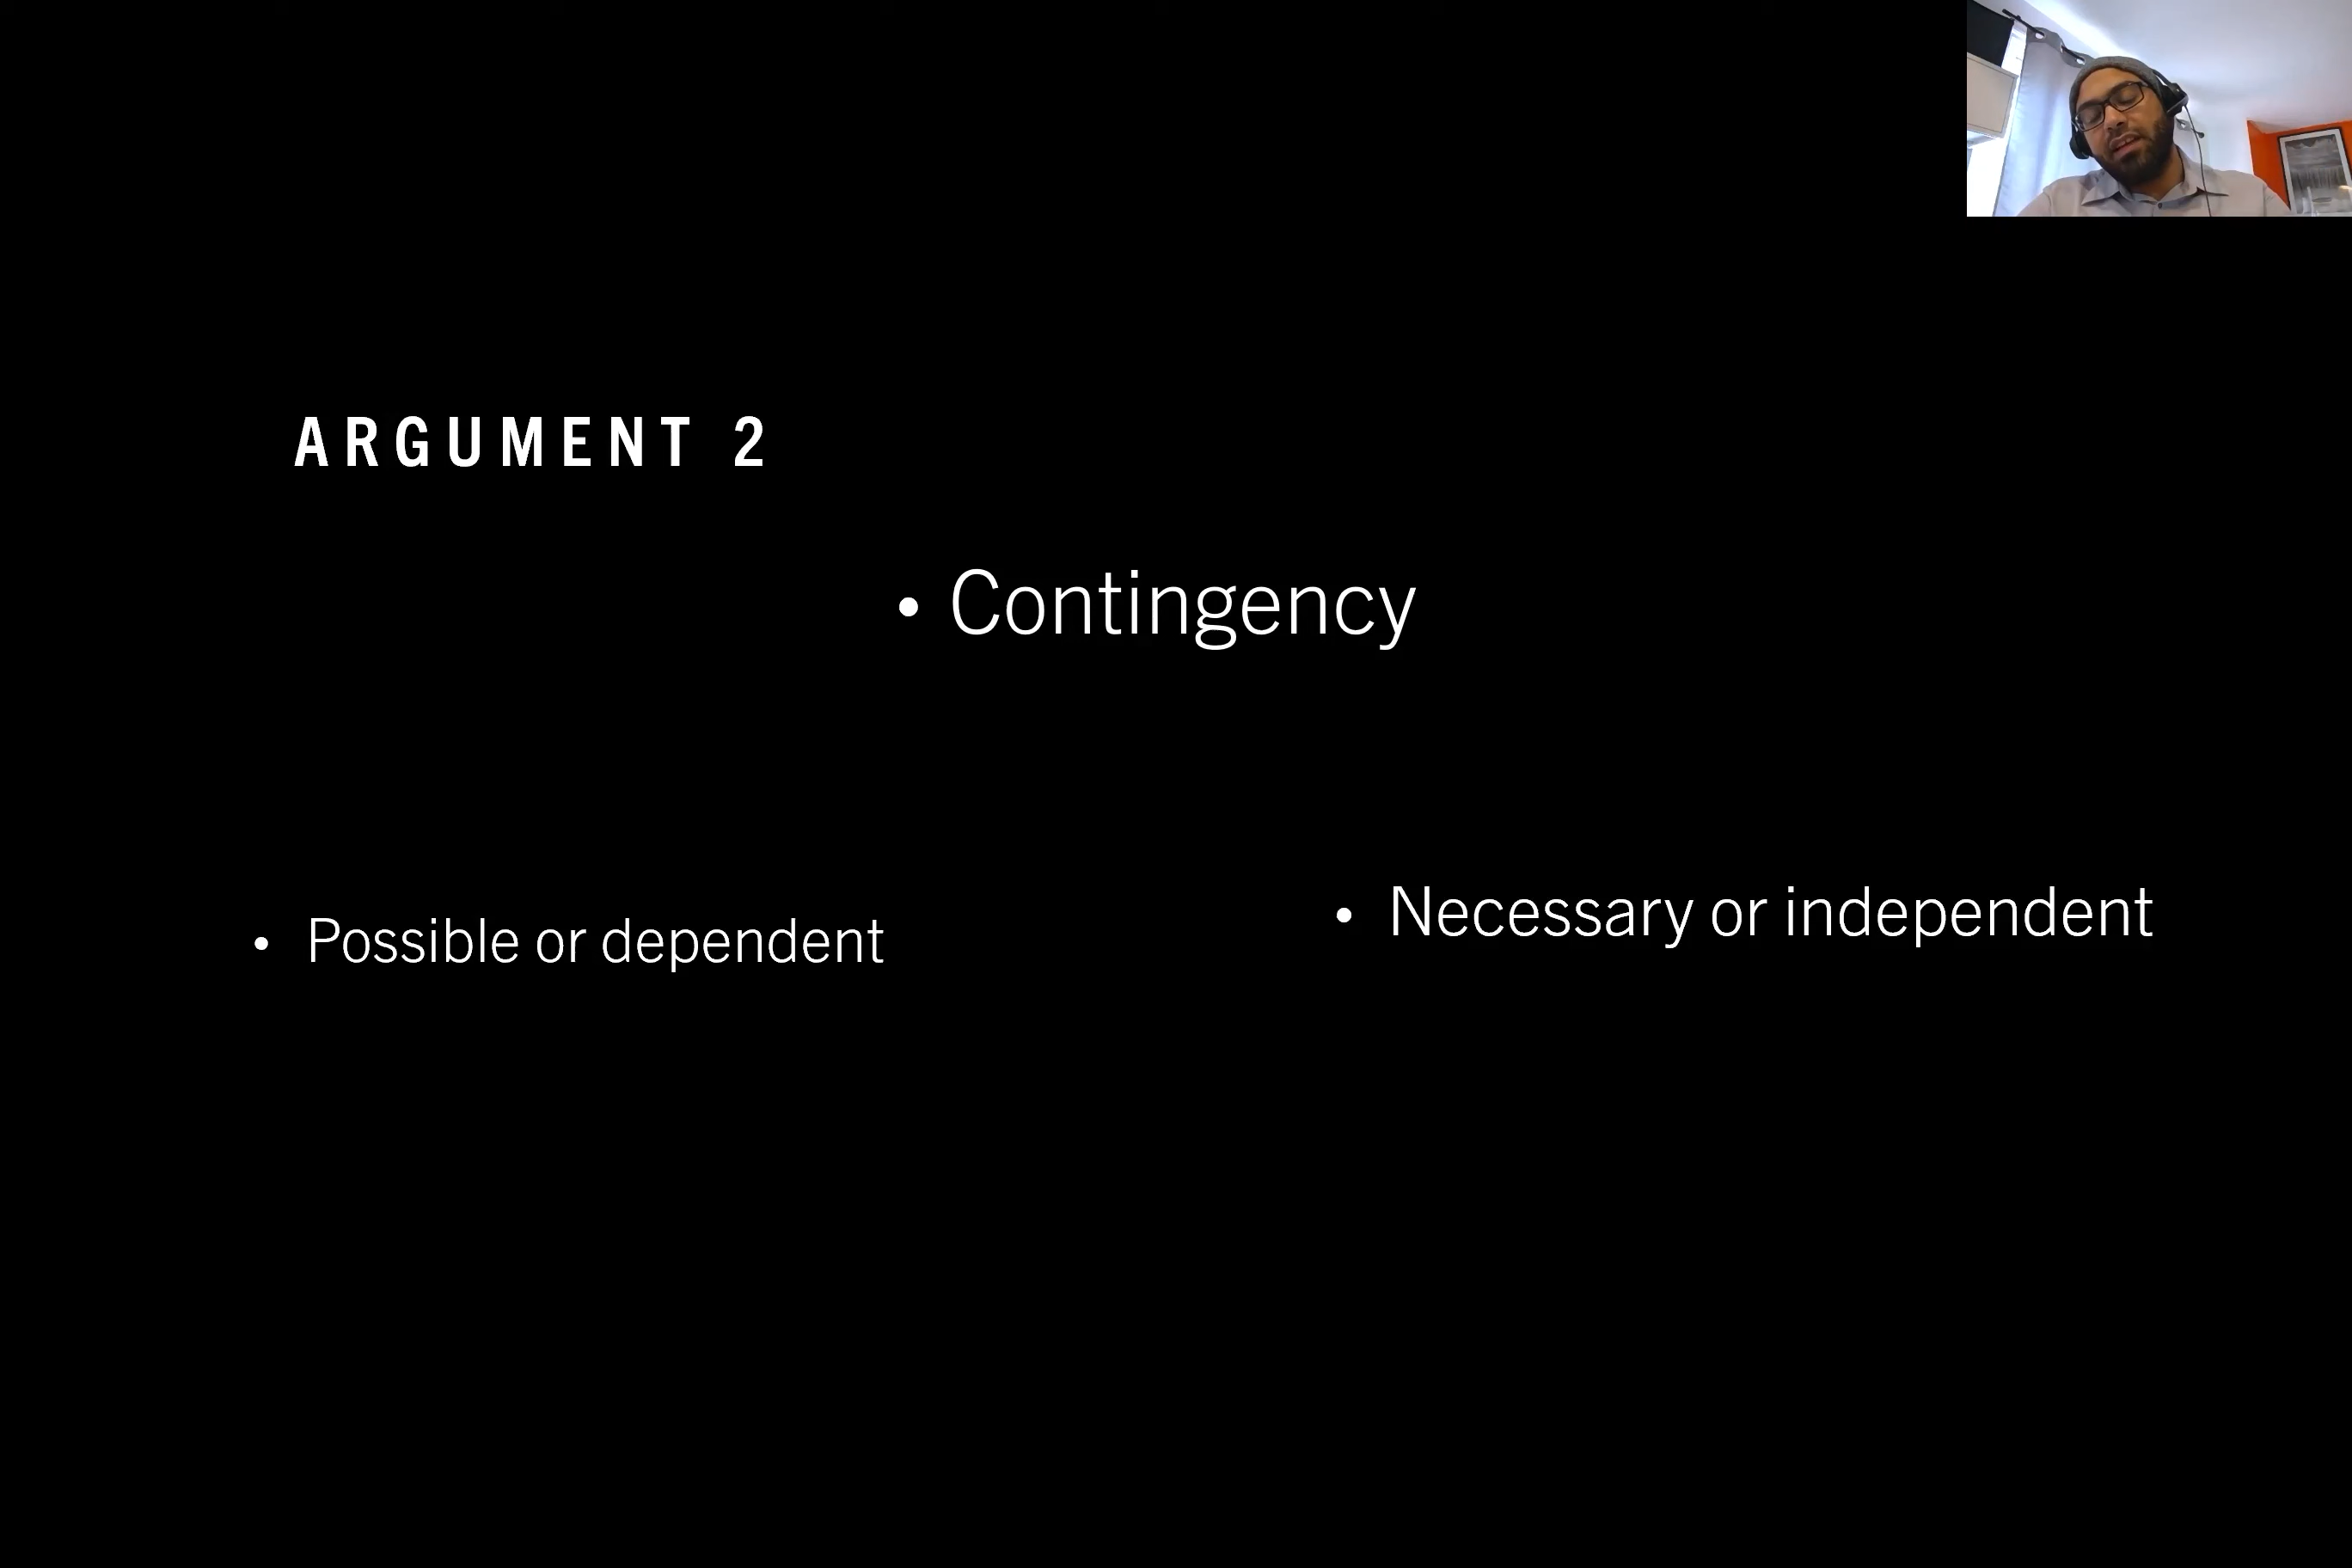 ARGUMENT 2
• Contingency
• Possible or dependent
• Necessary or independent